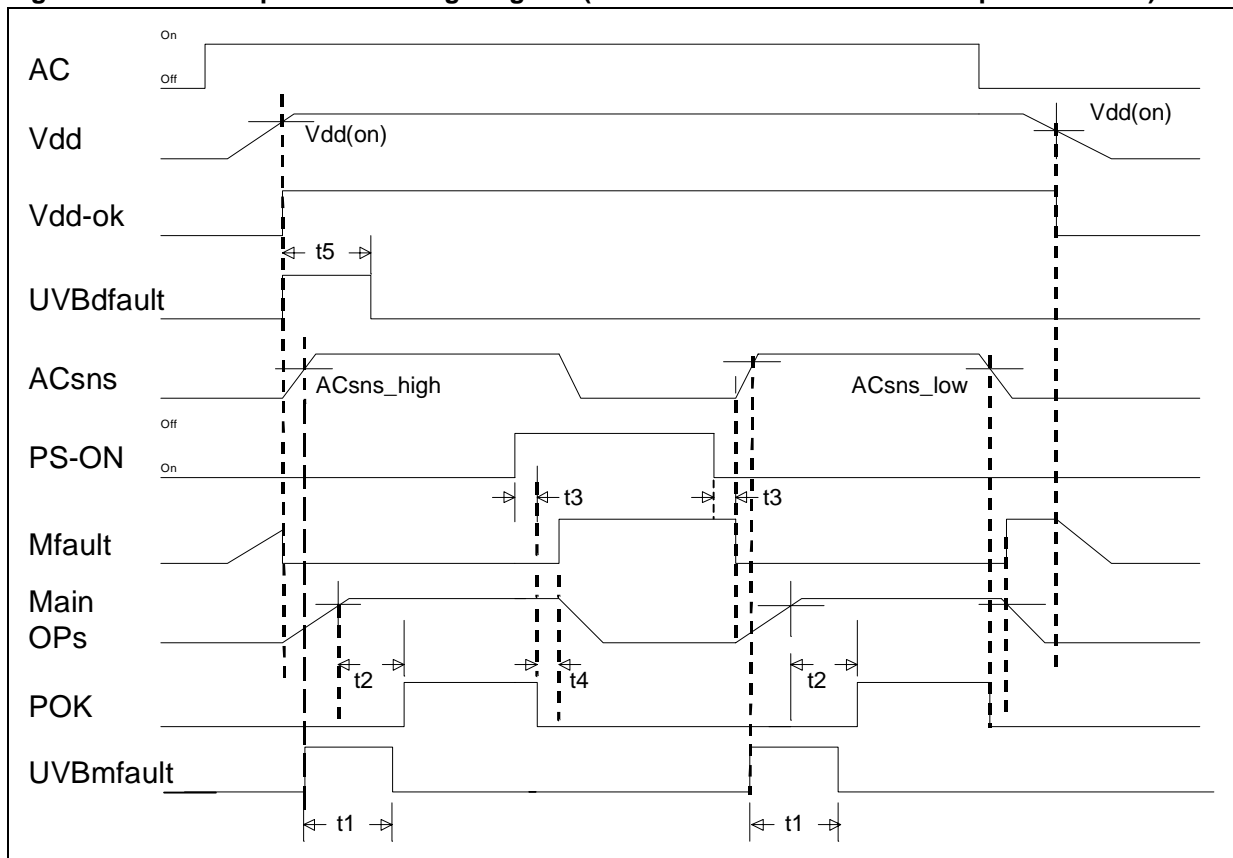 On
AC
Off
Vdd(on)
Vdd
Vdd(on)
Vdd-ok
t5
UVBdfault
ACsns
ACsns_high
ACsns_low
Off
PS-ON
On
t3
t3
Mfault
Main
OPs
t2
t4
t2
POK
UVBmfault
t1
t1